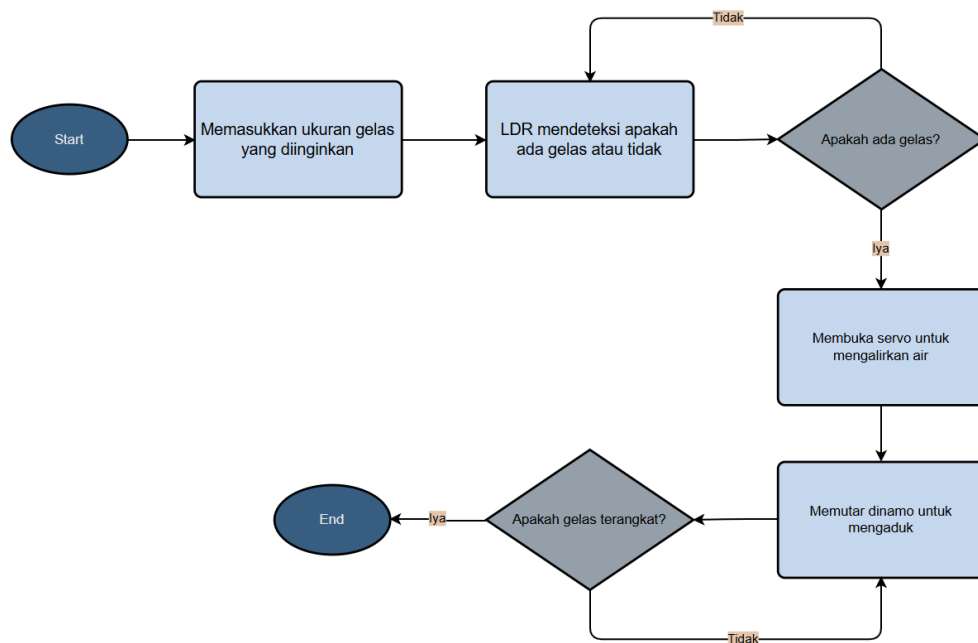 Tidak
Start
Memasukkan ukuran gelas
yang diinginkan
LDR mendeteksi apakah
ada gelas atau tidak
Apakah ada gelas?
Iya
Membuka servo untuk
mengalirkan air
Memutar dinamo untuk
mengaduk
Apakah gelas terangkat?
Iya
End
Tidak